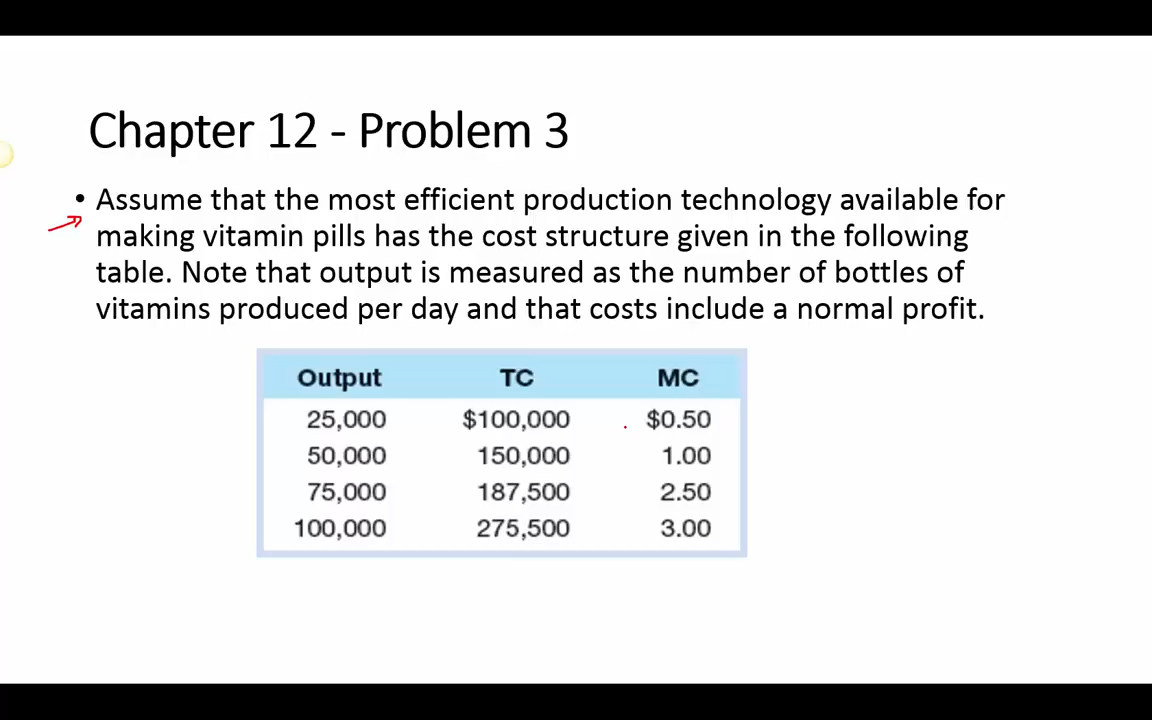 Chapter 12 - Problem 3
• Assume that the most efficient production technology available for
making vitamin pills has the cost structure given in the following
table. Note that output is measured as the number of bottles of
vitamins produced per day and that costs include a normal profit.
Output TC MC
25,000 $100,000 $0.50
50,000 150,000 1.00
75,000 187,500 2.50
100,000 275,500 3.00